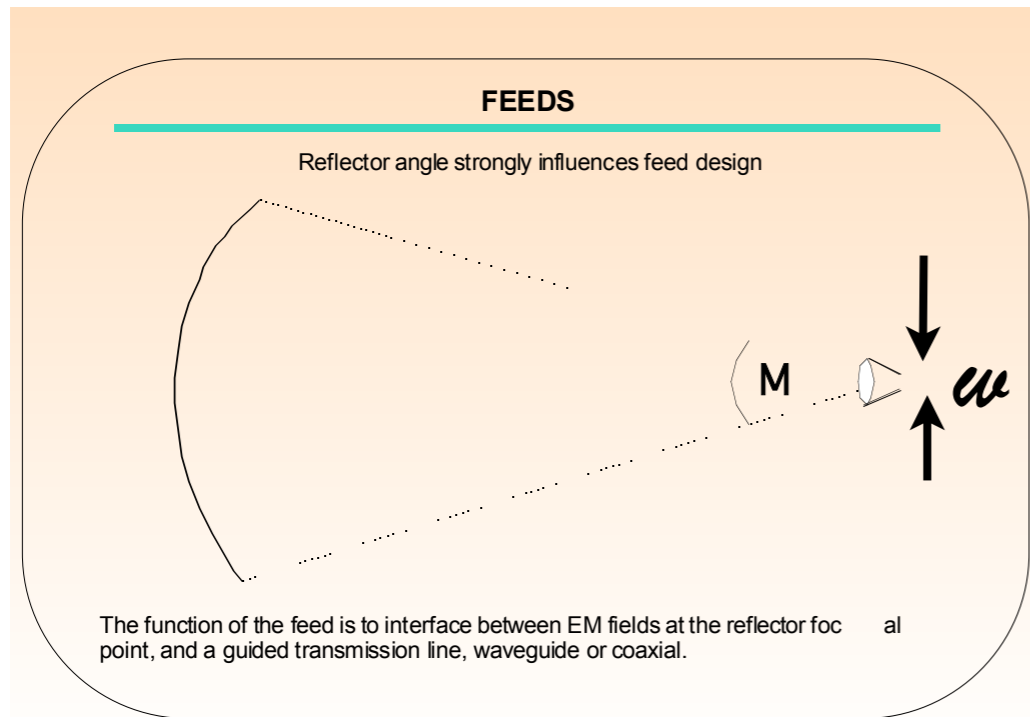 FEEDS
Reflector angle strongly influences feed design
M
w
The function of the feed is to interface between EM fields at the reflector foc al
point, and a guided transmission line, waveguide or coaxial.